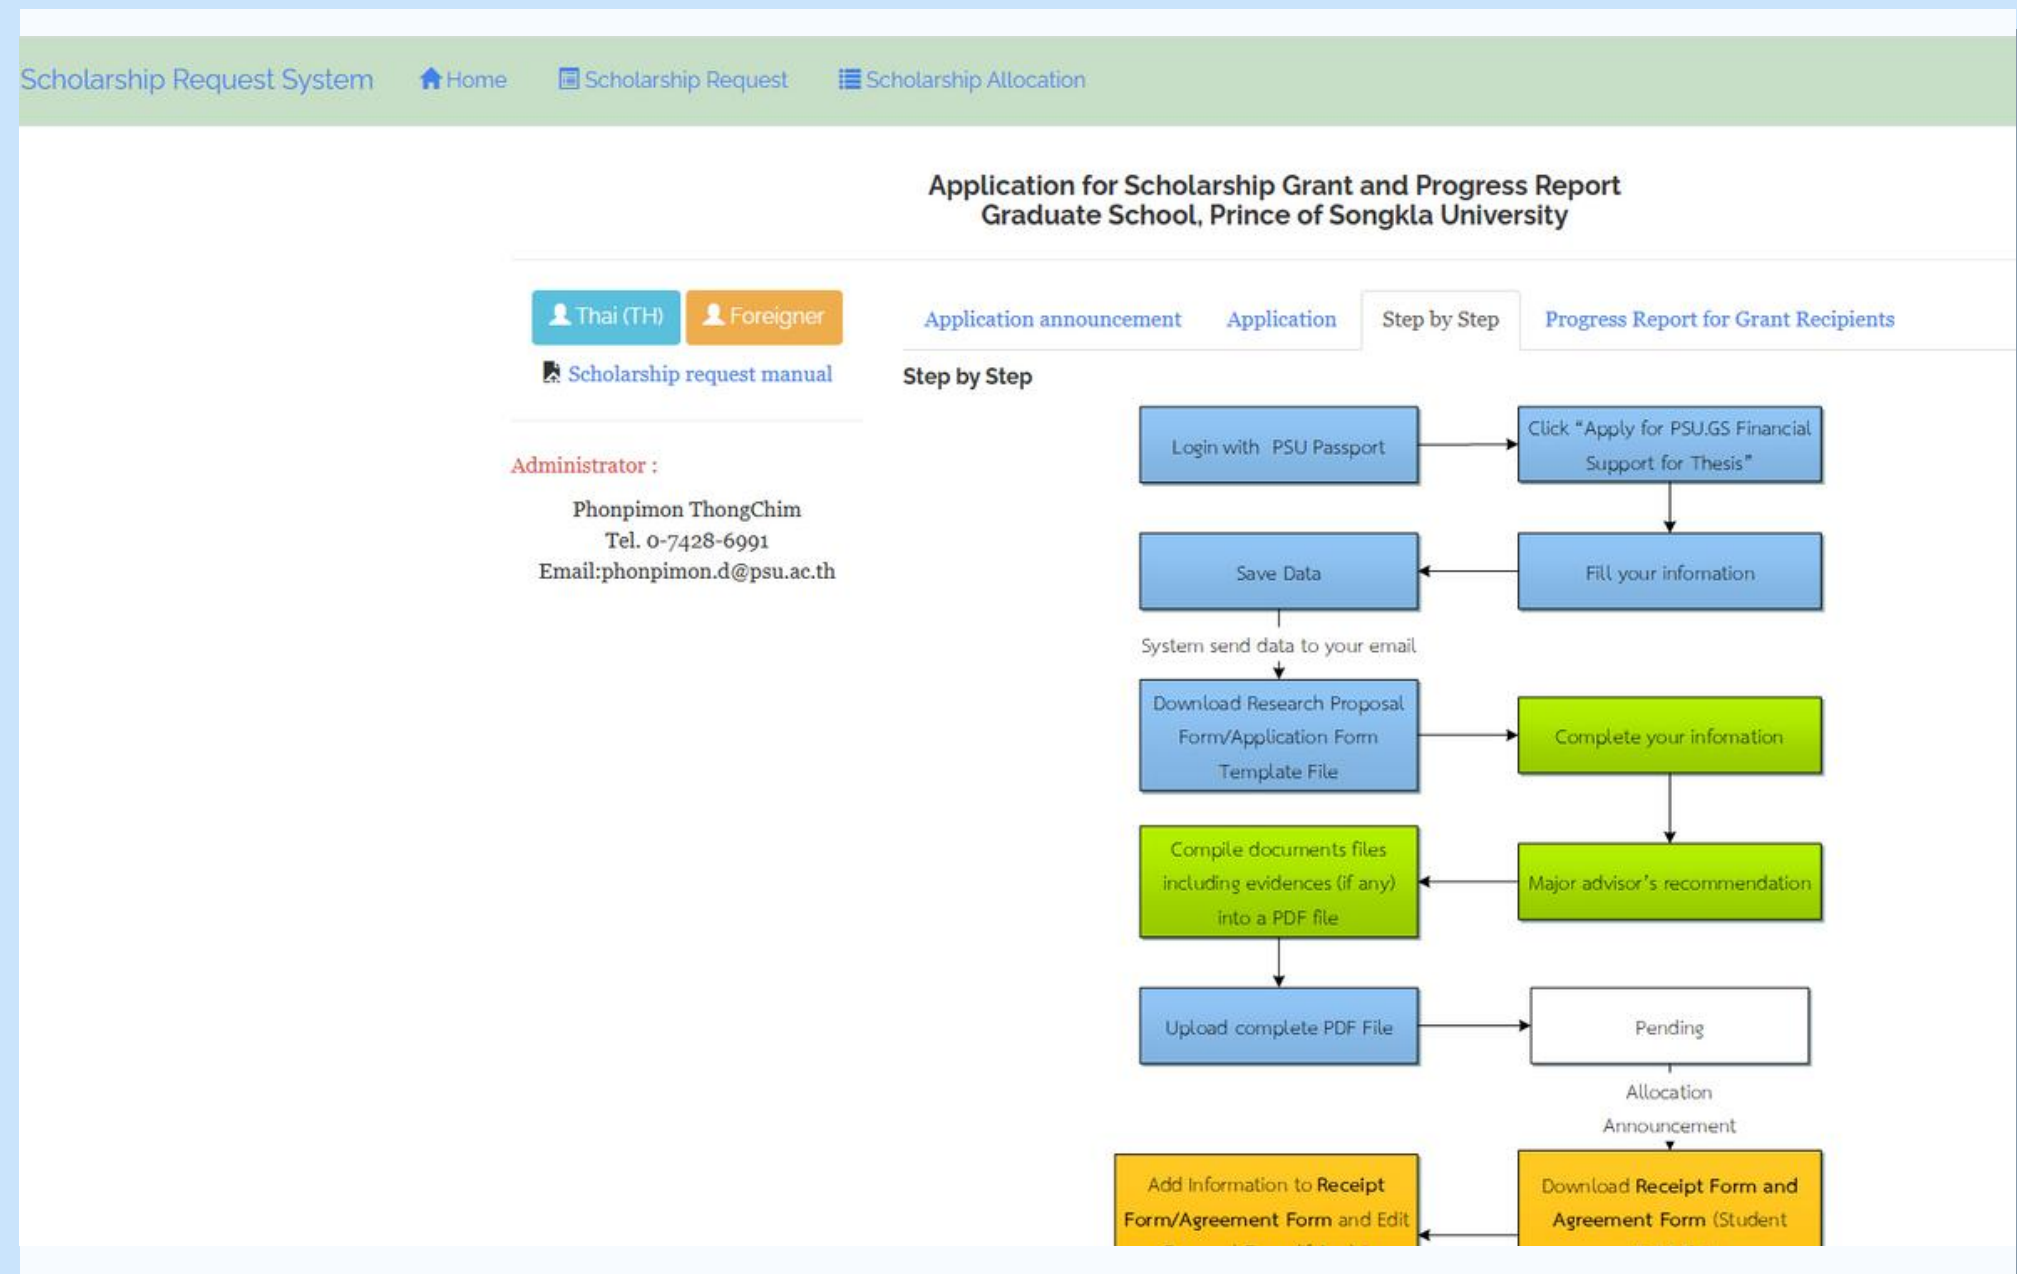 Scholarship Request System Home Scholarship Request Scholarship Allocation
Application for Scholarship Grant and Progress Report
Graduate School, Prince of Songkla University
Thai (TH) Foreigner
Scholarship request manual
Administrator :
Phonpimon ThongChim
Tel. 0-7428-6991
Email:phonpimon.d@psu.ac.th
Application announcement Application Step by Step Progress Report for Grant Recipients
Step by Step
Login with PSU Passport
Click “Apply for PSU.GS Financial
Support for Thesis”
Fill your infomation
Save Data
System send data to your email
Download Research Proposal
Form/Application Form
Template File
Complete your infomation
Major advisor’s recommendation
Compile documents files
including evidences (if any)
into a PDF file
Upload complete PDF File
Pending
Allocation
Announcement
Download Receipt Form and
Agreement Form (Student
Add Information to Receipt
Form/Agreement Form and Edit